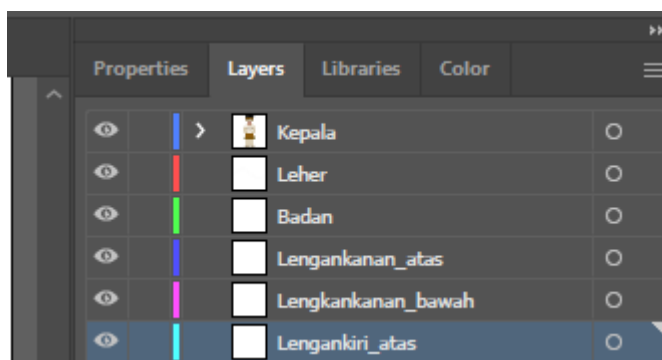 Properties Layers Libraries Color
Kepala
Leher
Badan
Lengankanan_atas
Lengkankanan_bawah
Lengankiri_atas